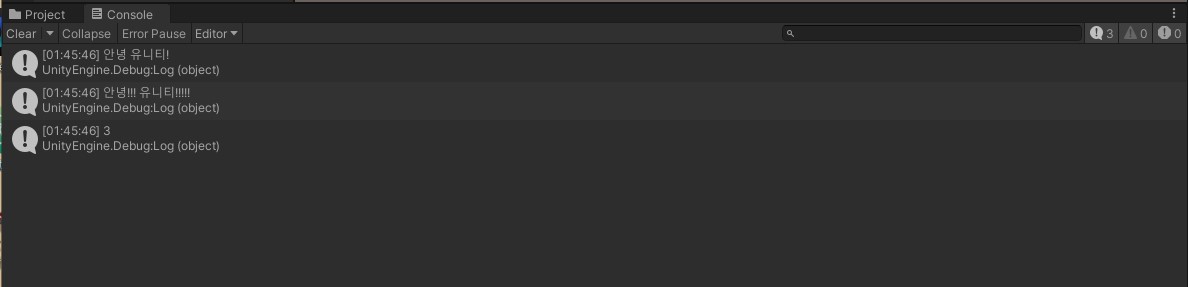 Project Console
Clear Collapse Error Pause Editor 3 0 0
[01:45:46] 안녕 유니티!
UnityEngine.Debug:Log (object)
[01:45:46] 안녕!!! 유니티!!!!!
UnityEngine.Debug:Log (object)
[01:45:46] 3
UnityEngine.Debug:Log (object)